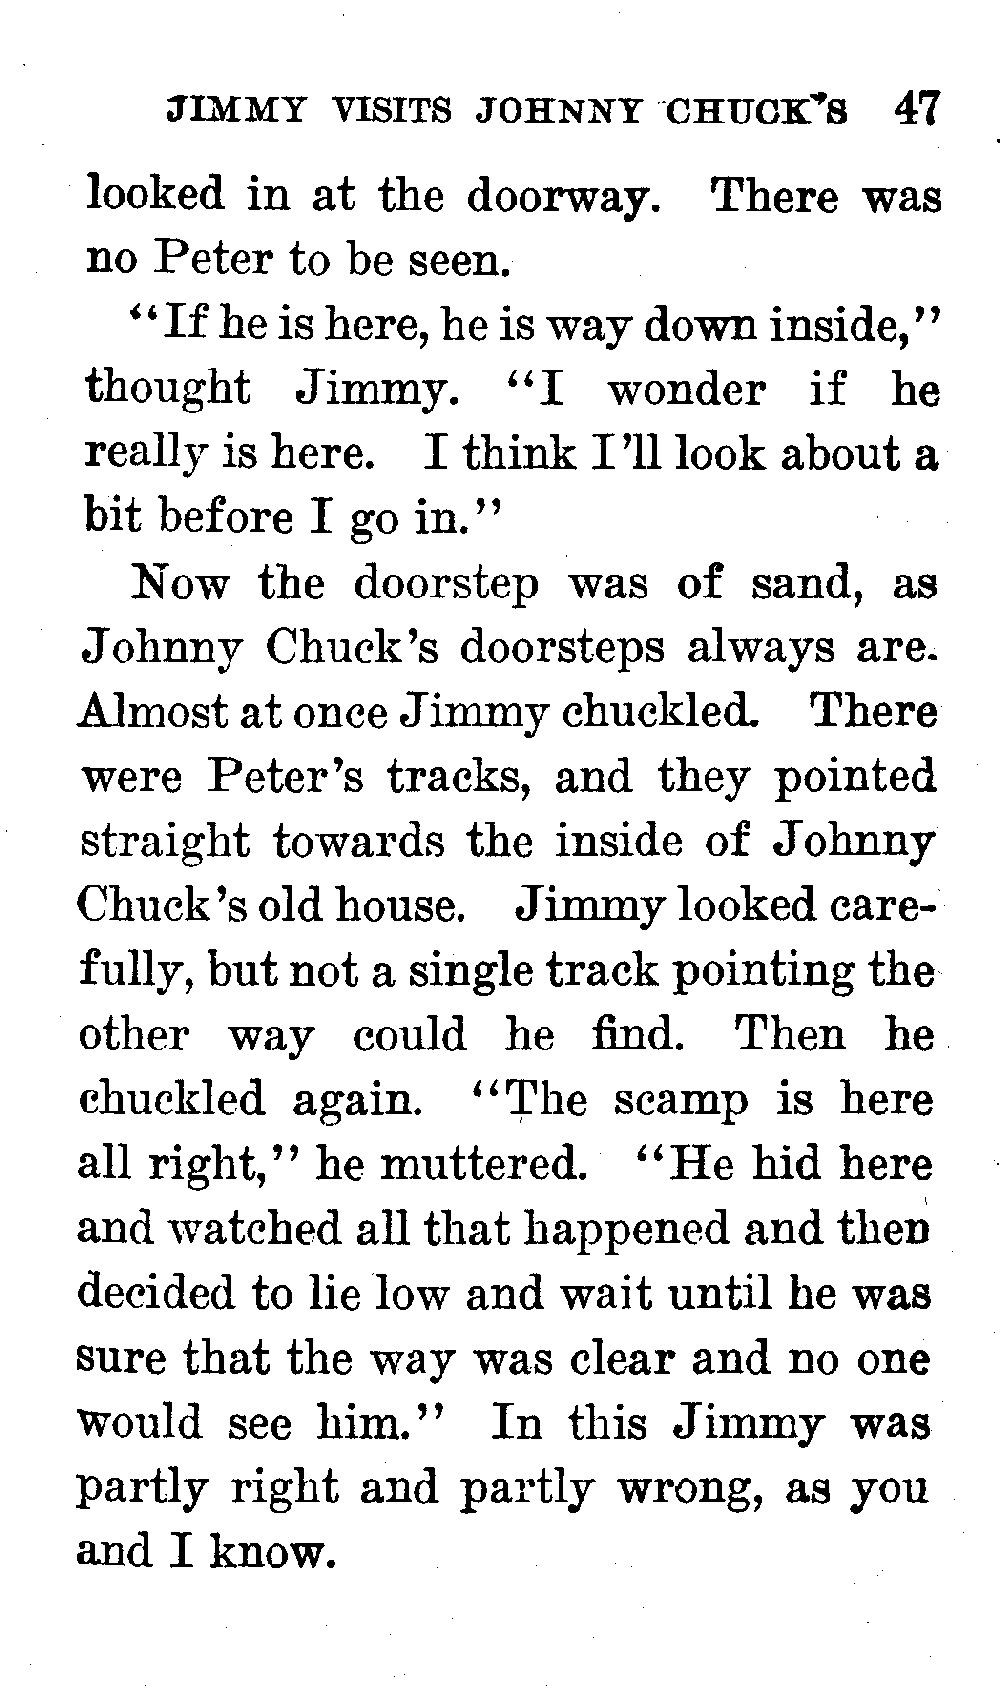 JIMMY VISITS JOHNNY CHUCK'S 47
looked in at the doorway. There was
no Peter to be seen.
"If he is here, he is way down inside,"
thought Jimmy. "I wonder if he
really is here. I think I'll look about a
bit before I go in."
Now the doorstep was of sand, as
Johnny Chuck's doorsteps always are.
Almost at once Jimmy chuckled. There
were Peter's tracks, and they pointed
straight towards the inside of Johnny
Chuck's old house. Jimmy looked care-
fully, but not a single track pointing the
other way could he find. Then he
chuckled again. "The scamp is here
all right," he muttered. "He hid here
and watched all that happened and then
decided to lie low and wait until he was
sure that the way was clear and no one
would see him." In this Jimmy was
partly right and partly wrong, as you
and I know.